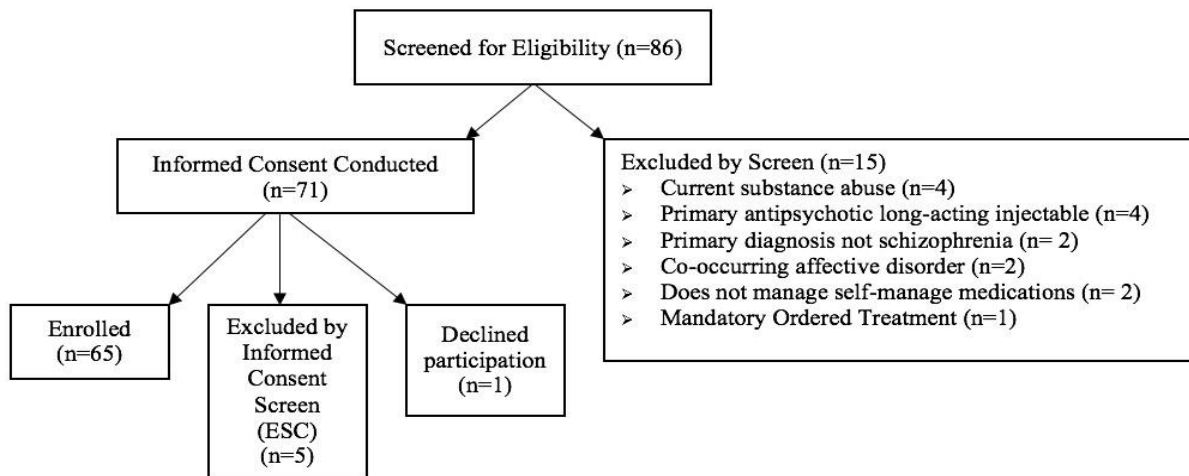 Screened for Eligibility (n=86)
Informed Consent Conducted
(n=71)
Excluded by Screen (n=15)
➢ Current substance abuse (n=4)
➢ Primary antipsychotic long-acting injectable (n=4)
➢ Primary diagnosis not schizophrenia (n= 2)
➢ Co-occurring affective disorder (n=2)
➢ Does not manage self-manage medications (n= 2)
➢ Mandatory Ordered Treatment (n=1)
Enrolled
(n=65)
Excluded by
Informed
Consent
Screen
(ESC)
(n=5)
Declined
participation
(n=1)